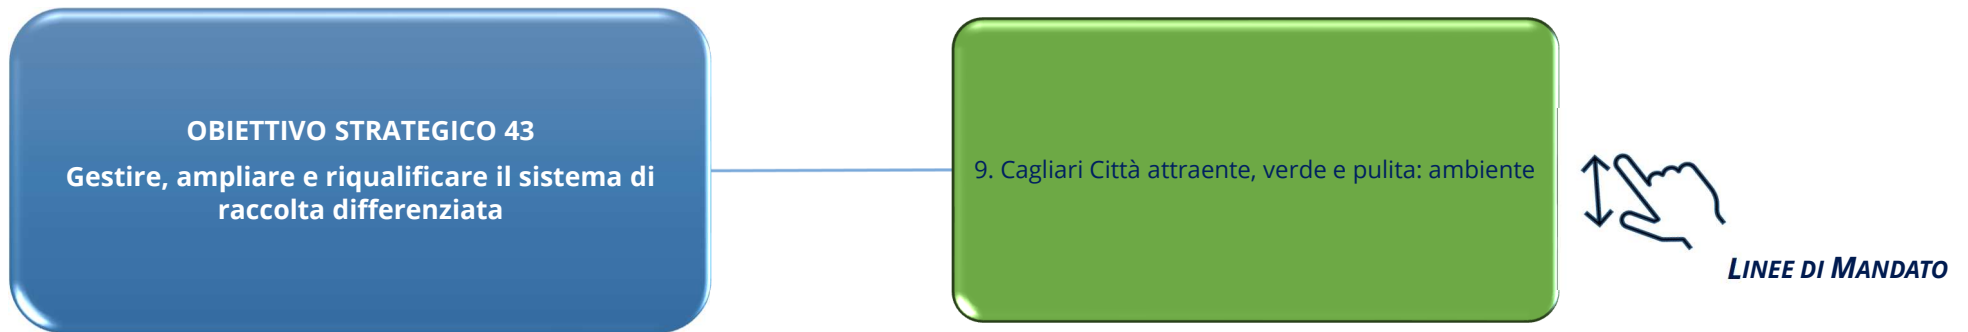 OBIETTIVO STRATEGICO 43
Gestire, ampliare e riqualificare il sistema di
raccolta differenziata
9. Cagliari Città attraente, verde e pulita: ambiente
LINEE DI MANDATO